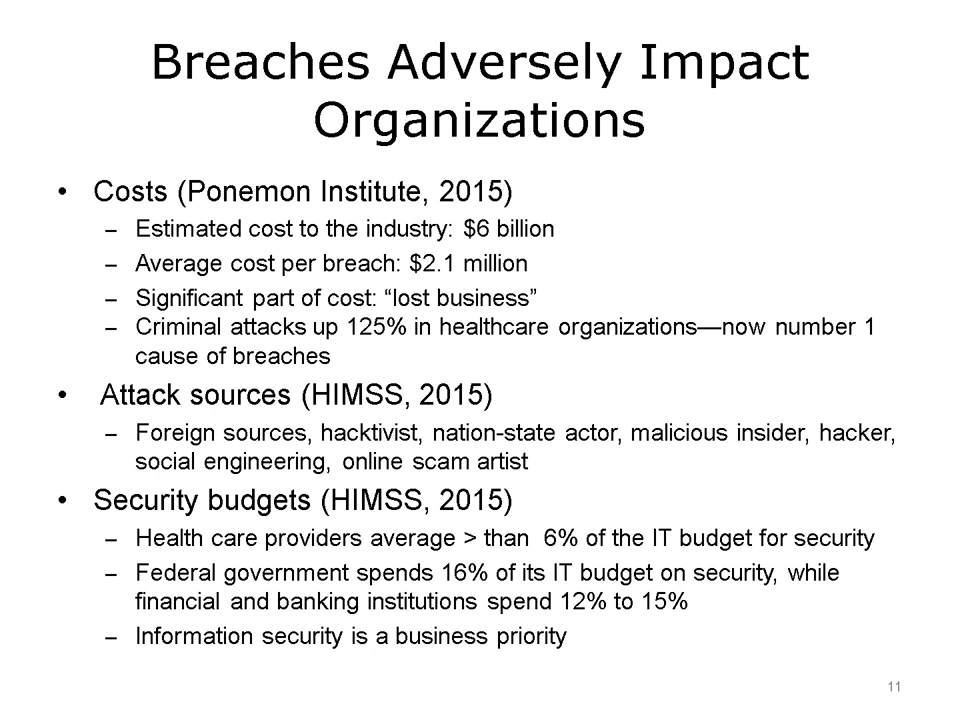 Breaches Adversely Impact
Organizations
• Costs (Ponemon Institute, 2015)
– Estimated cost to the industry: $6 billion
– Average cost per breach: $2.1 million
– Significant part of cost: “lost business”
– Criminal attacks up 125% in healthcare organizations—now number 1
cause of breaches
• Attack sources (HIMSS, 2015)
– Foreign sources, hacktivist, nation-state actor, malicious insider, hacker,
social engineering, online scam artist
• Security budgets (HIMSS, 2015)
– Health care providers average > than 6% of the IT budget for security
– Federal government spends 16% of its IT budget on security, while
financial and banking institutions spend 12% to 15%
– Information security is a business priority
11